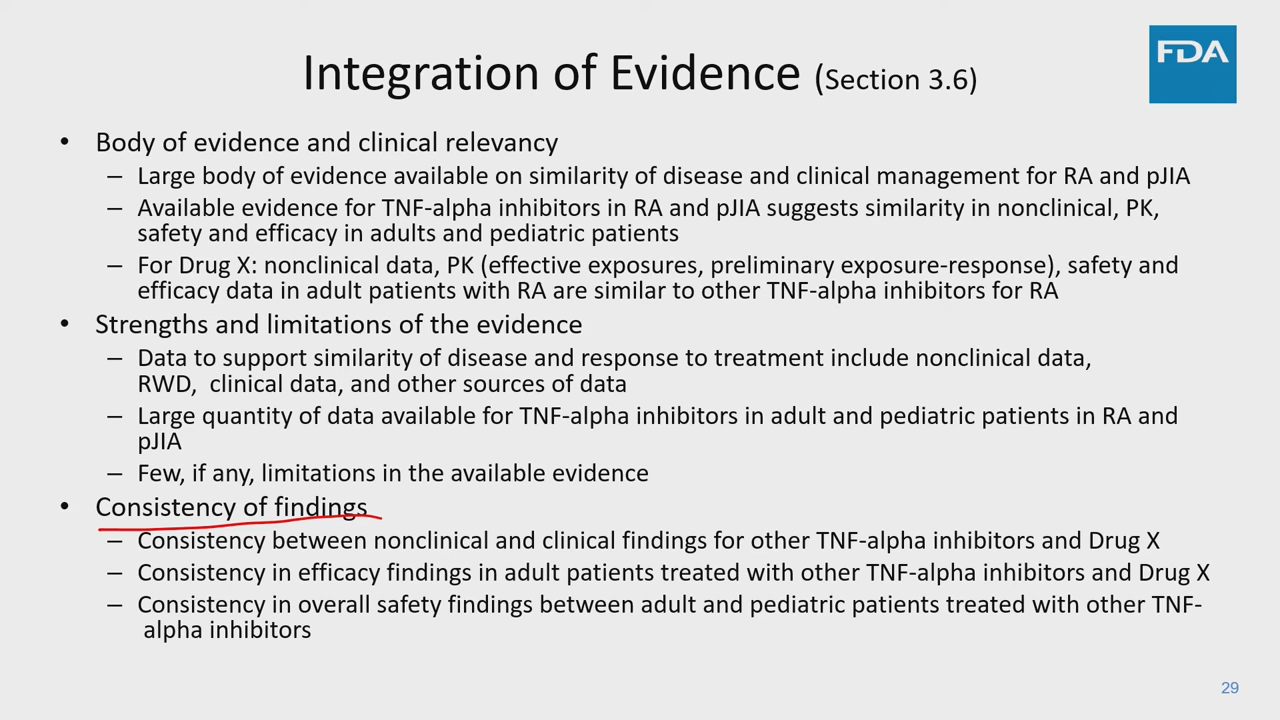 FDA
Integration of Evidence (Section 3.6)
• Body of evidence and clinical relevancy
– Large body of evidence available on similarity of disease and clinical management for RA and pJIA
– Available evidence for TNF-alpha inhibitors in RA and pJIA suggests similarity in nonclinical, PK,
safety and efficacy in adults and pediatric patients
– For Drug X: nonclinical data, PK (effective exposures, preliminary exposure-response), safety and
efficacy data in adult patients with RA are similar to other TNF-alpha inhibitors for RA
• Strengths and limitations of the evidence
– Data to support similarity of disease and response to treatment include nonclinical data,
RWD, clinical data, and other sources of data
– Large quantity of data available for TNF-alpha inhibitors in adult and pediatric patients in RA and
pJIA
– Few, if any, limitations in the available evidence
• Consistency of findings
– Consistency between nonclinical and clinical findings for other TNF-alpha inhibitors and Drug X
– Consistency in efficacy findings in adult patients treated with other TNF-alpha inhibitors and Drug X
– Consistency in overall safety findings between adult and pediatric patients treated with other TNF-
alpha inhibitors
29